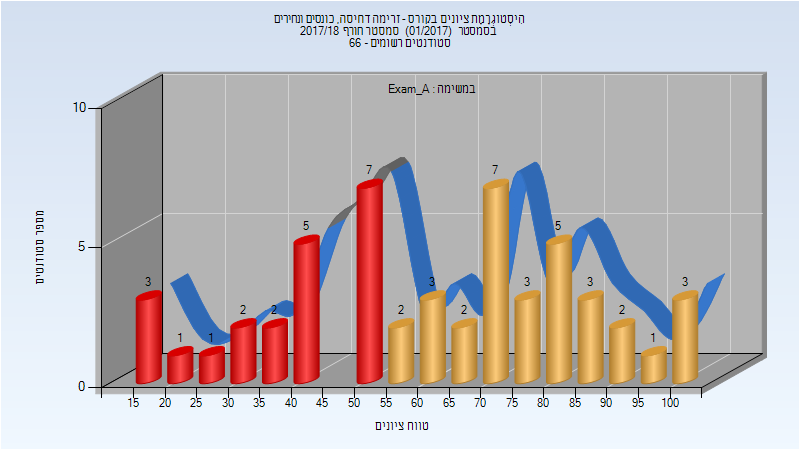 היסטוגרמת ציונים בקורס - זרימה דחיסה, כונסים ונחירים
בסמסטר (01/2017) סמסטר חורף 2017/18
סטודנטים רשומים - 66
במשימה : Exam_A
10
5
0
מספר סטודנטים
3
1
1
2
2
5
7
2
3
2
7
3
5
3
2
1
3
15 20 25 30 35 40 45 50 55 60 65 70 75 80 85 90 95 100
טווח ציונים